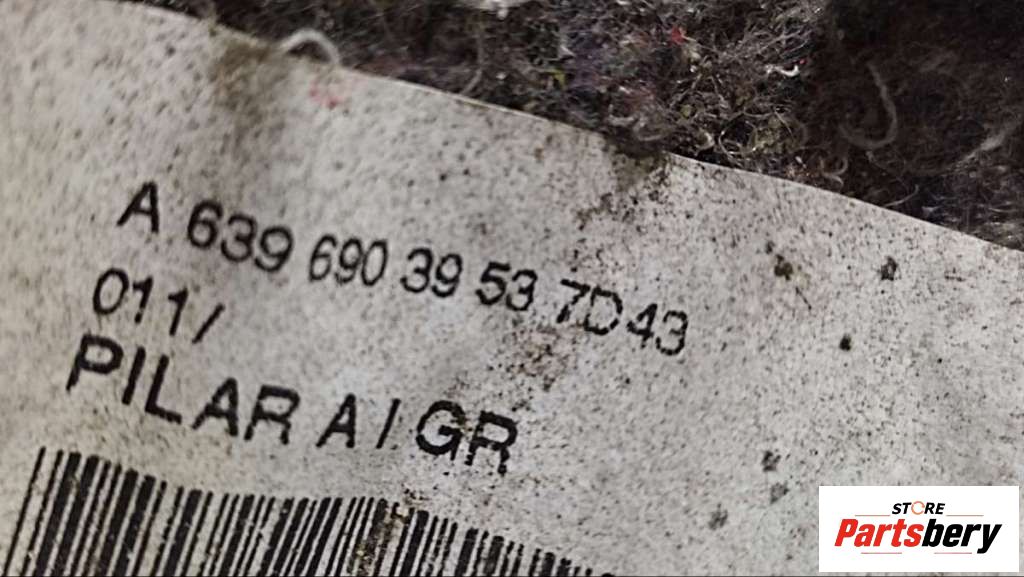 A 639 690 39 53 7D43
011/
PILAR A / GR
STORE
Partsbery